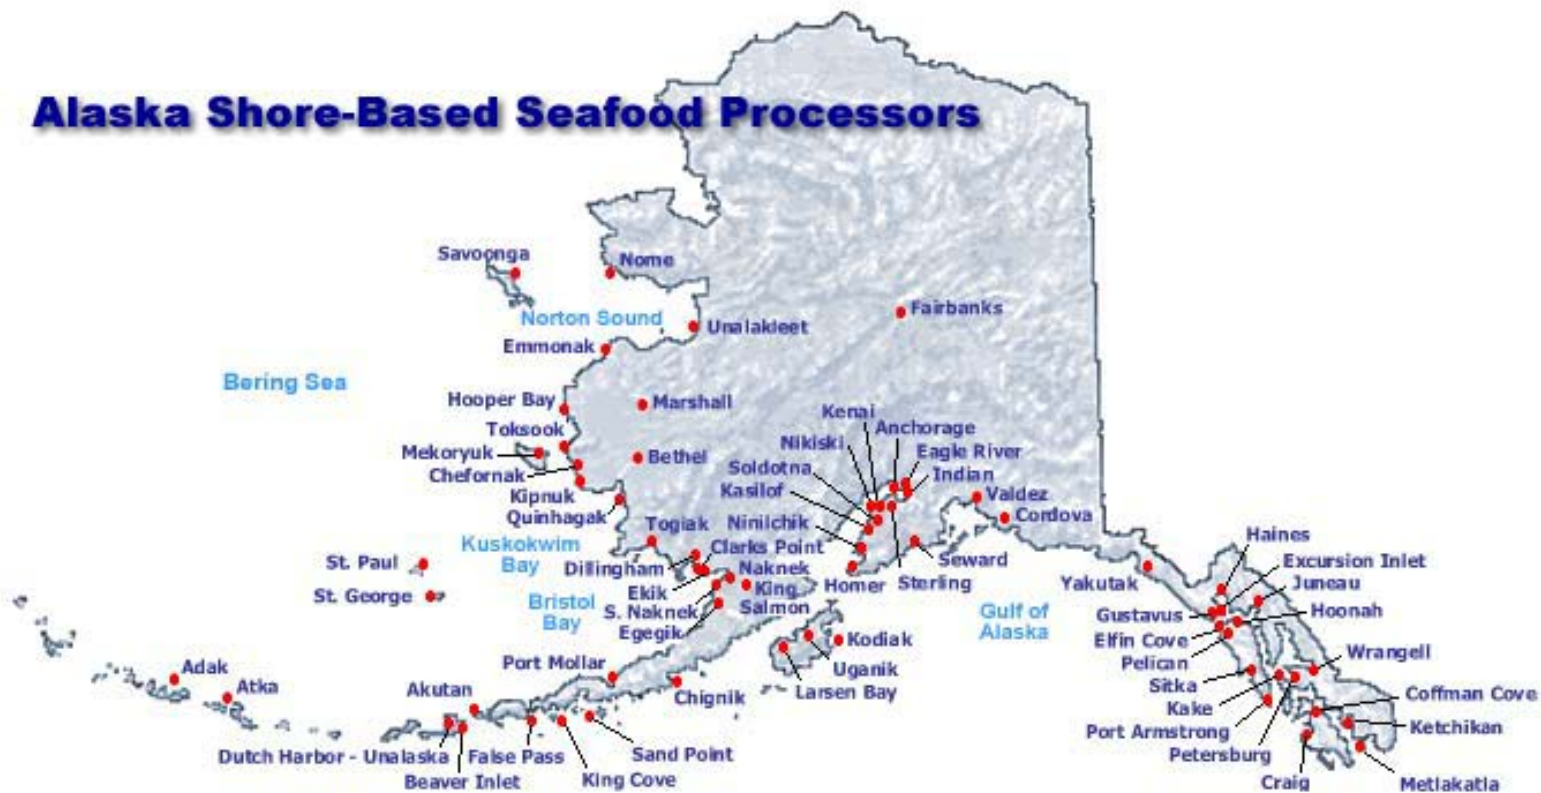 Alaska Shore-Based Seafood Processors
Savoonga
Nome
Norton Sound
Fairbanks
Unalakleet
Emmonak
Bering Sea
Hooper Bay
Marshall
Kenai
Toksook
Anchorage
Nikiski
Mekoryuk
Bethel
Eagle River
Chefornak
Soldotna
Indian
Kasilof
Kipnuk
Valdez
Quinhagak
Togiak
Ninilchik
Cordova
Haines
Kuskokwim
Bay
Clarks Point
Seward
Excursion Inlet
St. Paul
Dillingham
Naknek
Homer
Sterling
Yakutak
Juneau
St. George
Ekik
King
Salmon
Bristol
Bay
S. Naknek
Gulf of
Alaska
Gustavus
Hoonah
Egegik
Kodiak
Elfin Cove
Port Mollar
Uganik
Pelican
Wrangell
Adak
Larsen Bay
Sitka
Atka
Akutan
Chignik
Kake
Coffman Cove
Port Armstrong
Ketchikan
Dutch Harbor - Unalaska
False Pass
Sand Point
Petersburg
Beaver Inlet
King Cove
Craig
Metlakatla